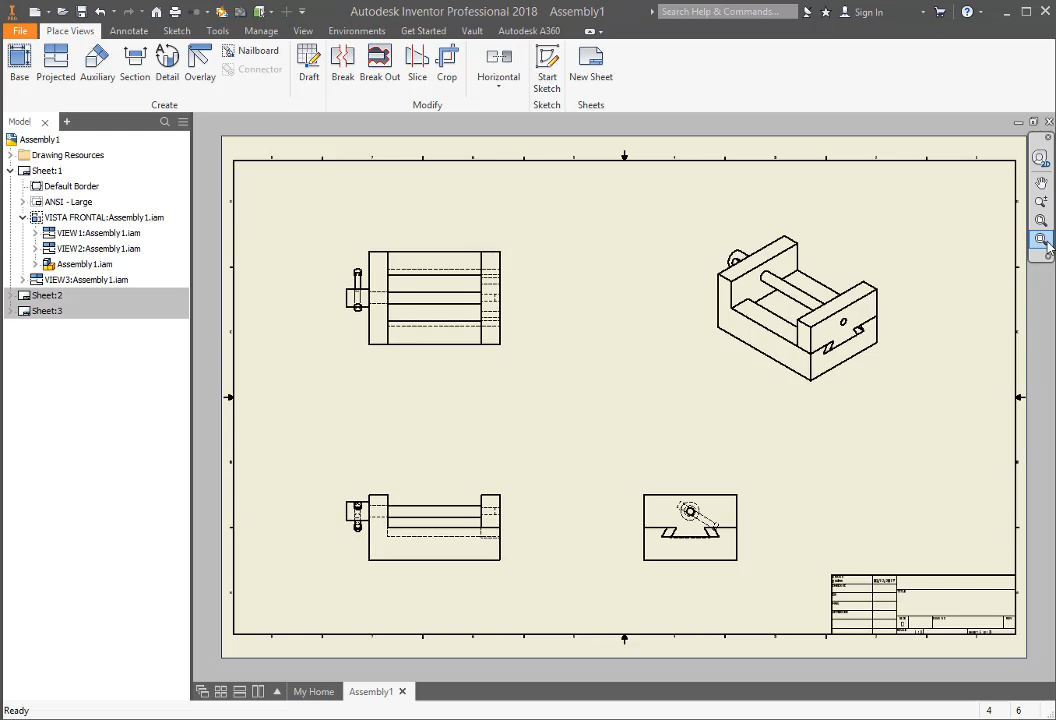 Autodesk Inventor Professional 2018 Assembly1
Search Help & Commands...
Sign In
File Place Views Annotate Sketch Tools Manage View Environments Get Started Vault Autodesk A360
Base Projected Auxiliary Section Detail Overlay
Nailboard
Connector
Draft
Break Break Out Slice Crop
Horizontal
Start
Sketch
New Sheet
Create Modify Sketch Sheets
Model
Assembly1
Drawing Resources
Sheet:1
Default Border
ANSI - Large
VISTA FRONTAL:Assembly1.iam
VIEW1:Assembly1.iam
VIEW2:Assembly1.iam
Assembly1.iam
VIEW3:Assembly1.iam
Sheet:2
Sheet:3
2D
TITLE
My Home Assembly1
Ready
4 6